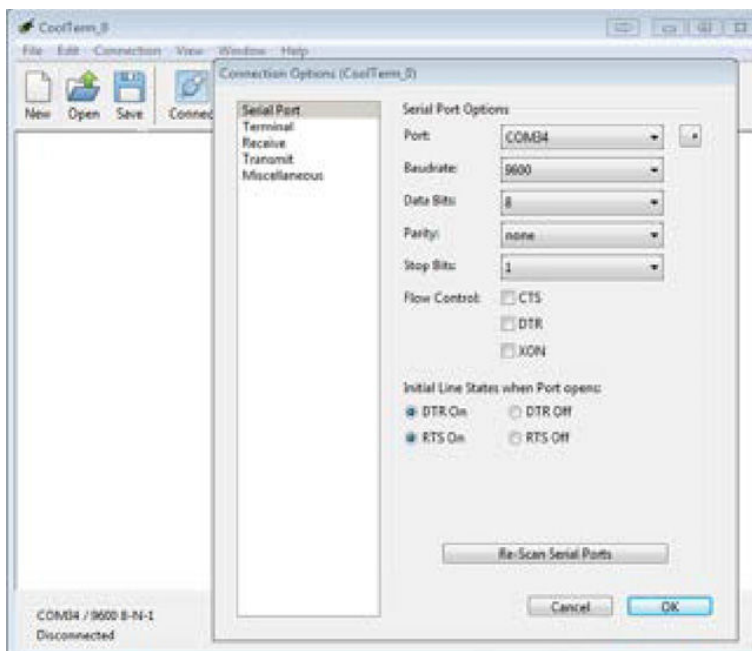 CoolTerm_0
File Edit Connection View Window Help
New Open Save Connec
Connection Options (CoolTerm_0)
Serial Port
Terminal
Receive
Transmit
Miscellaneous
Serial Port Options
Port: COM34
Baudrate: 9600
Data Bits: 8
Parity: none
Stop Bits: 1
Flow Control: CTS
DTR
XON
Initial Line States when Port opens:
DTR On DTR Off
RTS On RTS Off
Re-Scan Serial Ports
Cancel OK
COM34 / 9600 8-N-1
Disconnected